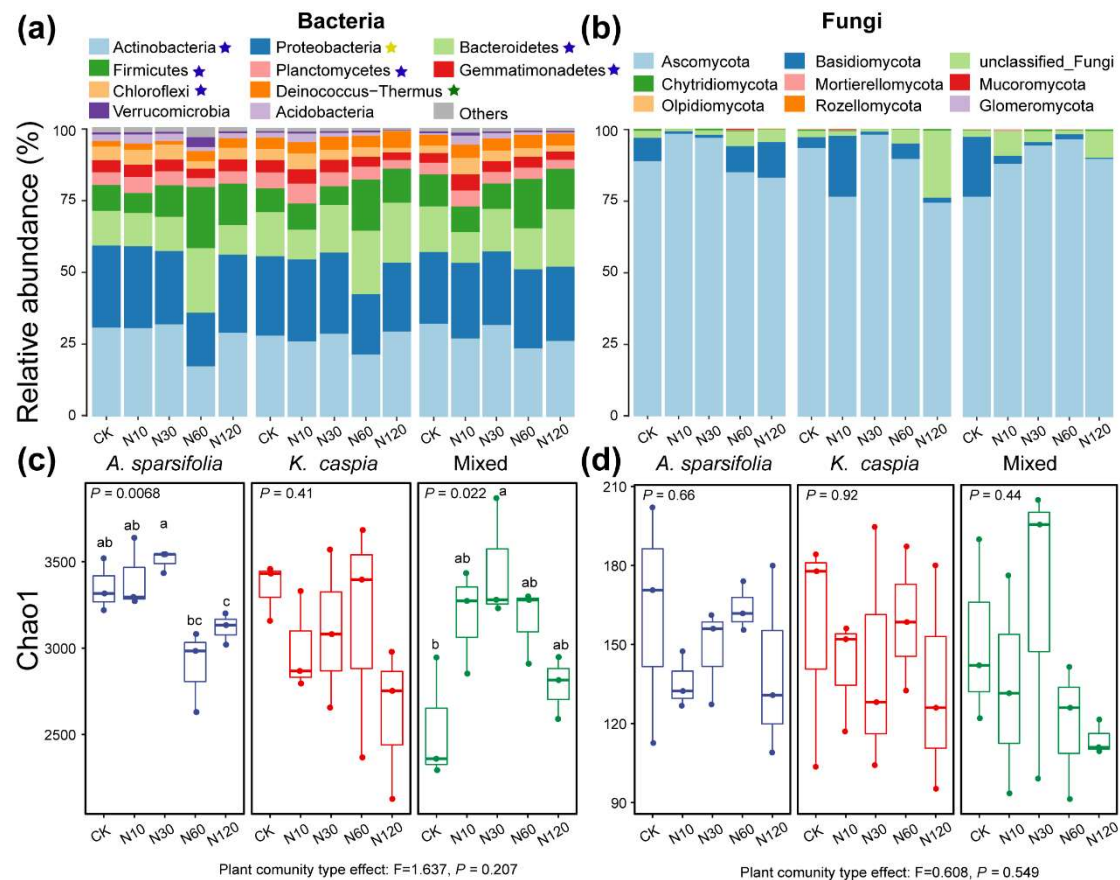 (a) Bacteria
Actinobacteria Proteobacteria Bacteroidetes
Firmicutes Planctomycetes Gemmatimonadetes
Chloroflexi Deinococcus−Thermus
Verrucomicrobia Acidobacteria Others
Relative abundance (%)
100
75
50
25
0
CK N10 N30 N60 N120 CK N10 N30 N60 N120 CK N10 N30 N60 N120
(b) Fungi
Ascomycota Basidiomycota unclassified_Fungi
Chytridiomycota Mortierellomycota Mucoromycota
Olpidiomycota Rozellomycota Glomeromycota
100
75
50
25
0
CK N10 N30 N60 N120 CK N10 N30 N60 N120 CK N10 N30 N60 N120
(c) A. sparsifolia K. caspia Mixed
P = 0.0068 P = 0.41 P = 0.022
ab ab a bc c
b ab a ab ab
Chao1
3500
3000
2500
CK N10 N30 N60 N120 CK N10 N30 N60 N120 CK N10 N30 N60 N120
Plant comunity type effect: F=1.637, P = 0.207
(d) A. sparsifolia K. caspia Mixed
P = 0.66 P = 0.92 P = 0.44
210
180
150
120
90
CK N10 N30 N60 N120 CK N10 N30 N60 N120 CK N10 N30 N60 N120
Plant comunity type effect: F=0.608, P = 0.549